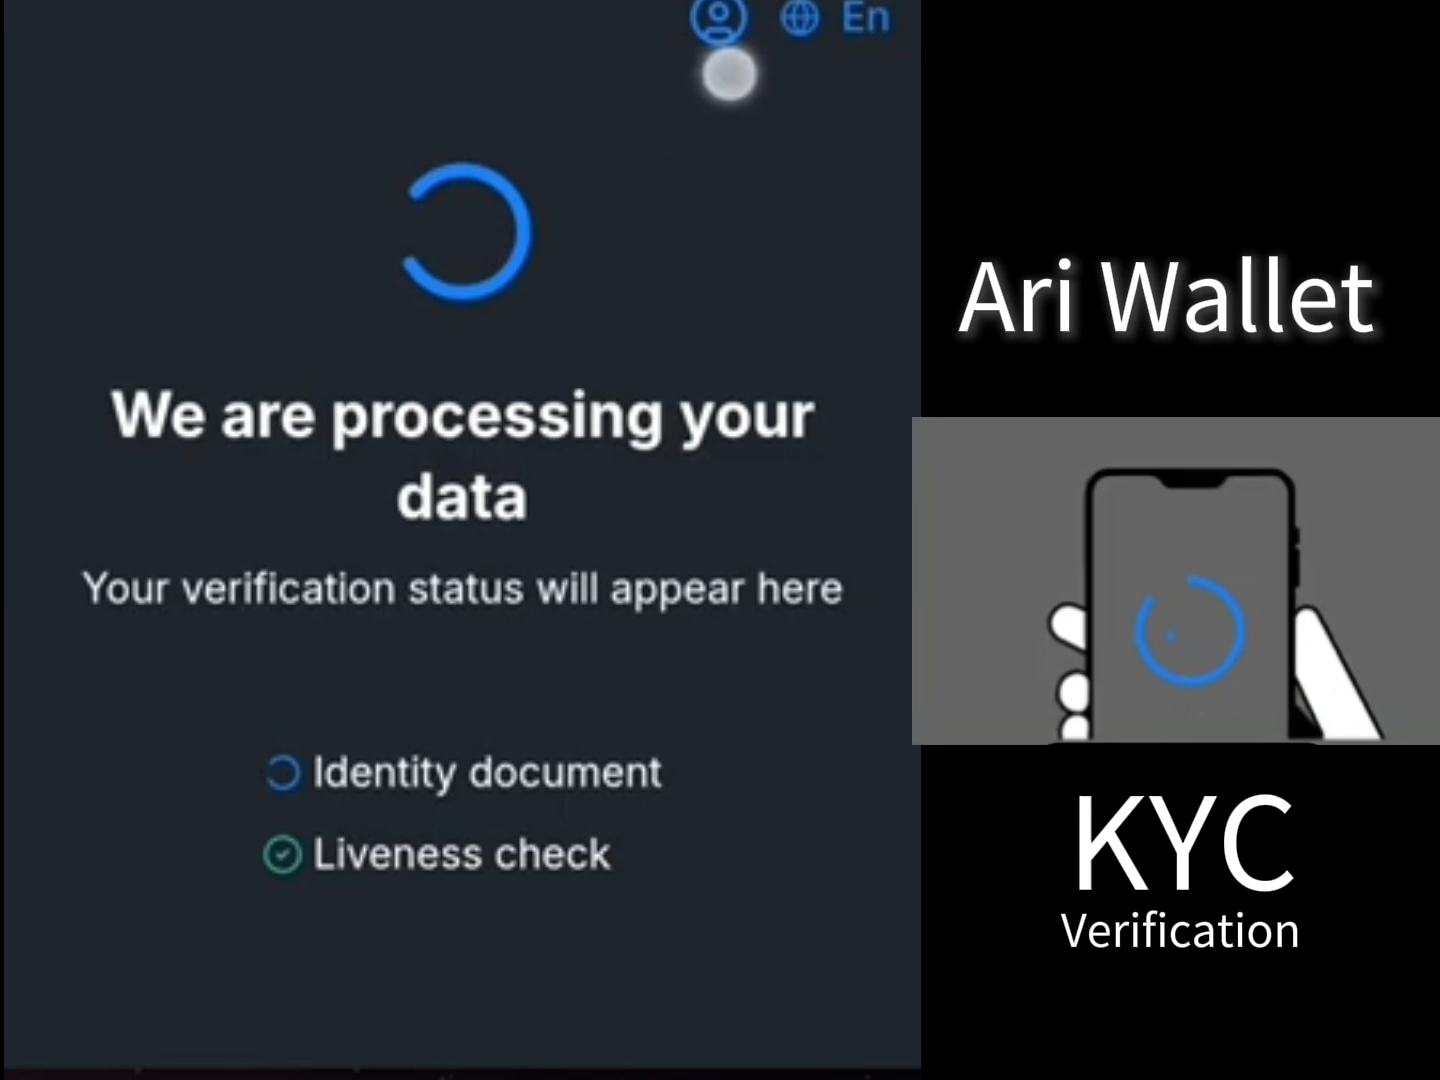 En
We are processing your
data
Your verification status will appear here
Identity document
Liveness check
Ari Wallet
KYC
Verification